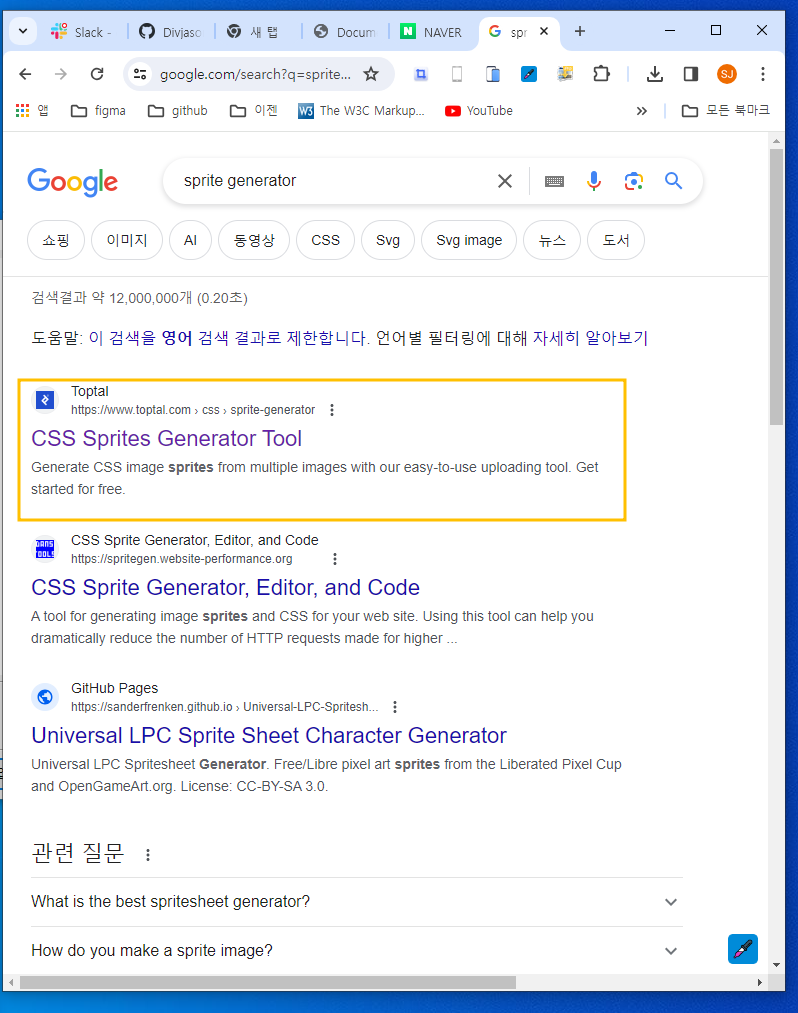 Slack -
Divjaso
새 탭
Docum
NAVER
spr
google.com/search?q=sprite...
SJ
앱
figma
github
이젠
W3
The W3C Markup...
YouTube
»
모든 북마크
Google
sprite generator
쇼핑
이미지
AI
동영상
CSS
Svg
Svg image
뉴스
도서
검색결과 약 12,000,000개 (0.20초)
도움말: 이 검색을 영어 검색 결과로 제한합니다. 언어별 필터링에 대해 자세히 알아보기
Toptal
https://www.toptal.com › css › sprite-generator
CSS Sprites Generator Tool
Generate CSS image sprites from multiple images with our easy-to-use uploading tool. Get
started for free.
DANS
TOOLS
CSS Sprite Generator, Editor, and Code
https://spritegen.website-performance.org
CSS Sprite Generator, Editor, and Code
A tool for generating image sprites and CSS for your web site. Using this tool can help you
dramatically reduce the number of HTTP requests made for higher ...
GitHub Pages
https://sanderfrenken.github.io › Universal-LPC-Spritesh...
Universal LPC Sprite Sheet Character Generator
Universal LPC Spritesheet Generator. Free/Libre pixel art sprites from the Liberated Pixel Cup
and OpenGameArt.org. License: CC-BY-SA 3.0.
관련 질문
What is the best spritesheet generator?
How do you make a sprite image?